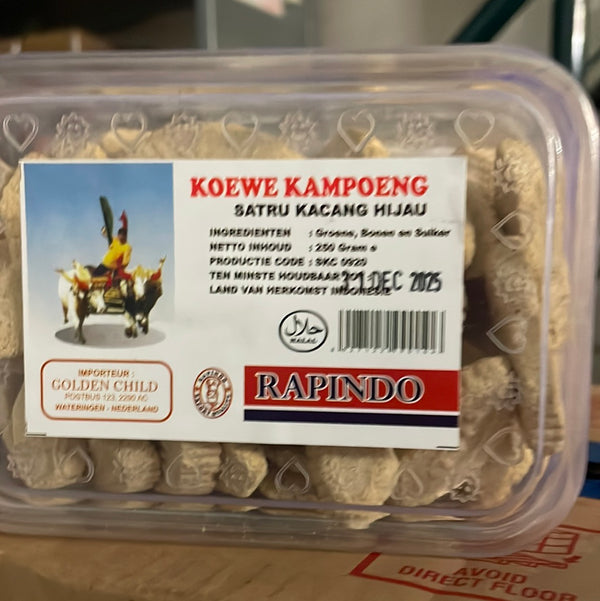 KOEWE KAMPOENG
SATRU KACANG HIJAU
INGREDIENTEN : Groene, Bonen en Suiker
NETTO INHOUD : 250 Gram e
PRODUCTIE CODE : SKC 0920
TEN MINSTE HOUDBAAR 31 DEC 2025
LAND VAN HERKOMST INDONESIE
حلال
HALAL
IMPORTEUR :
GOLDEN CHILD
POSTBUS 123, 2290 AC
WATERINGEN - NEDERLAND
RAPINDO
AVOID
DIRECT FLOOR